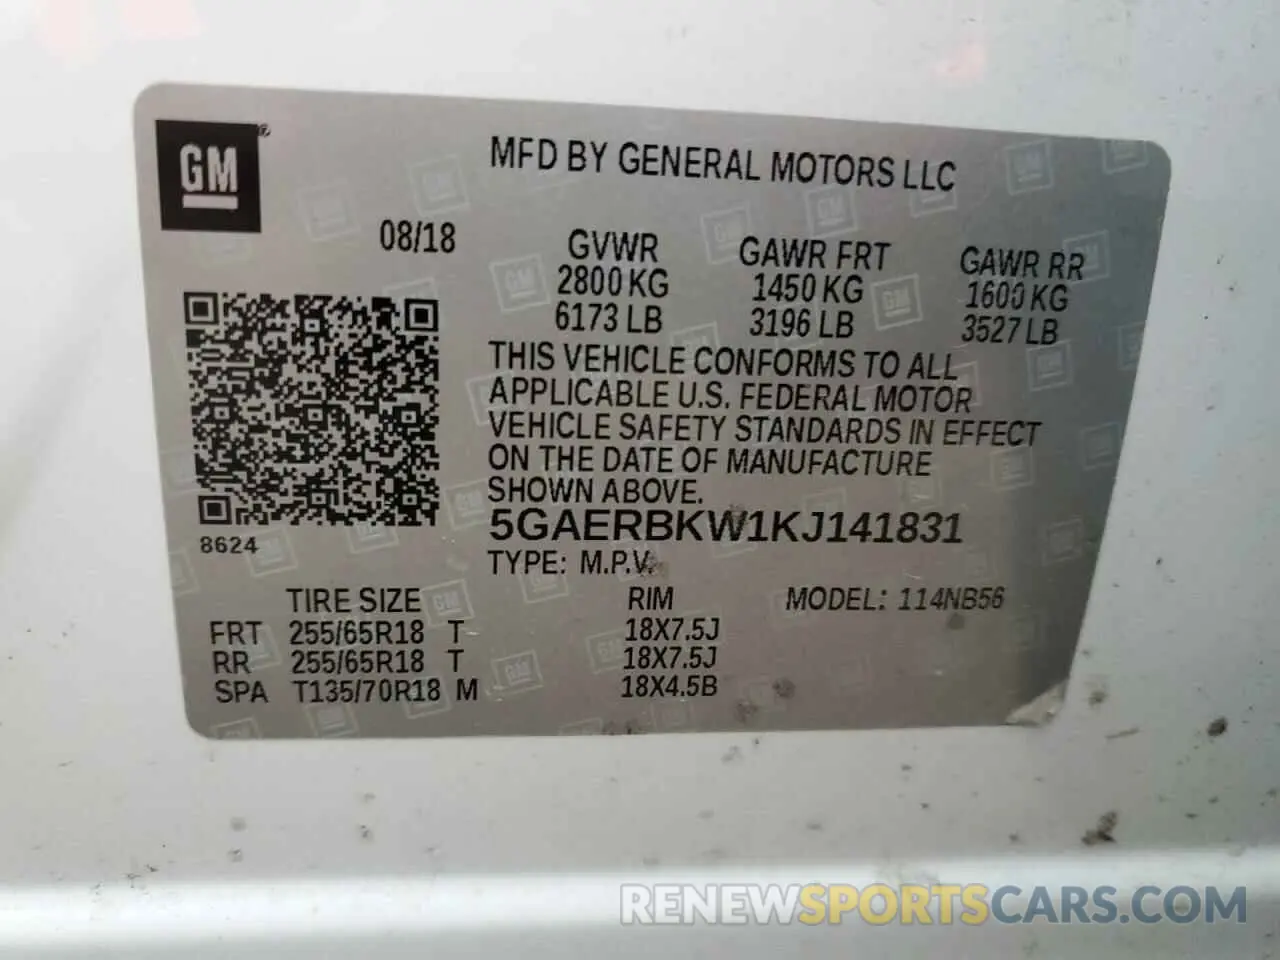 GM
MFD BY GENERAL MOTORS LLC
08/18
GVWR GAWR FRT GAWR RR
2800 KG 1450 KG 1600 KG
6173 LB 3196 LB 3527 LB
THIS VEHICLE CONFORMS TO ALL
APPLICABLE U.S. FEDERAL MOTOR
VEHICLE SAFETY STANDARDS IN EFFECT
ON THE DATE OF MANUFACTURE
SHOWN ABOVE.
5GAERBKW1KJ141831
8624
TYPE: M.P.V.
TIRE SIZE RIM MODEL: 114NB56
FRT 255/65R18 T 18X7.5J
RR 255/65R18 T 18X7.5J
SPA T135/70R18 M 18X4.5B
RENEWSPORTSCARS.COM